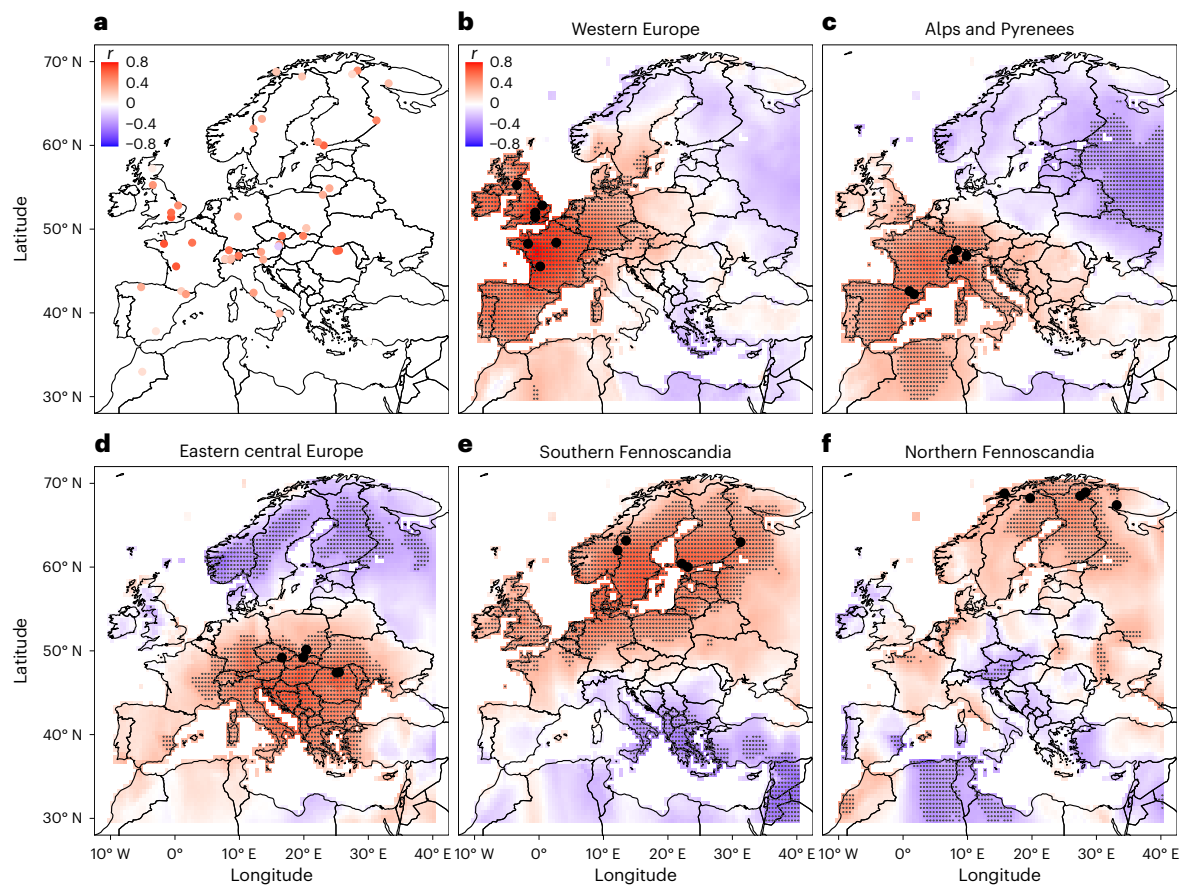 a
b
Western Europe
c
Alps and Pyrenees
70° N
60° N
50° N
40° N
30° N
Latitude
r
0.8
0.4
0
−0.4
−0.8
r
0.8
0.4
0
−0.4
−0.8
d
Eastern central Europe
e
Southern Fennoscandia
f
Northern Fennoscandia
70° N
60° N
50° N
40° N
30° N
Latitude
10° W 0° 10° E 20° E 30° E 40° E
10° W 0° 10° E 20° E 30° E 40° E
10° W 0° 10° E 20° E 30° E 40° E
Longitude
Longitude
Longitude